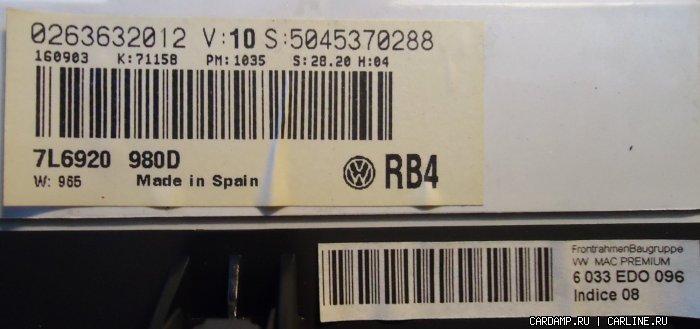 0263632012 V:10 S:5045370288
160903 K:71158 PM:1035 S:28.20 H:04
7L6920 980D
W: 965 Made in Spain RB4
FrontrahmenBaugruppe
VW MAC PREMIUM
6 033 EDO 096
Indice 08
CARDAMP.RU / CARLINE.RU